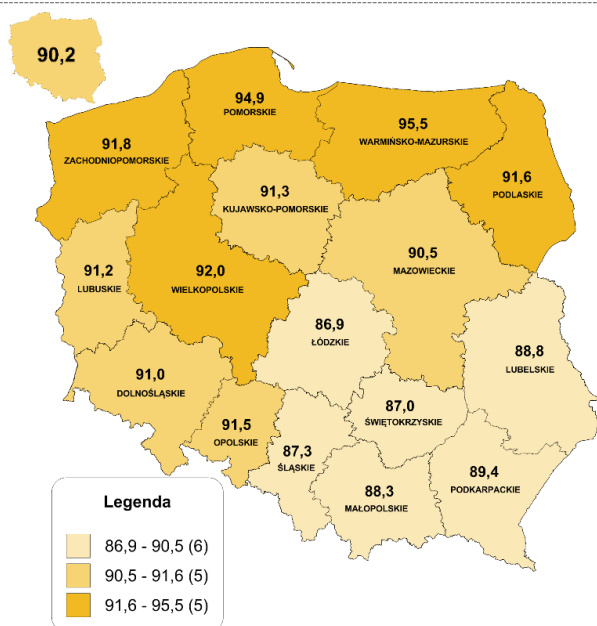 90,2
94,9
POMORSKIE
95,5
WARMIŃSKO-MAZURSKIE
91,8
ZACHODNIOPOMORSKIE
91,6
PODLASKIE
91,3
KUJAWSKO-POMORSKIE
90,5
MAZOWIECKIE
91,2
LUBUSKIE
92,0
WIELKOPOLSKIE
86,9
ŁÓDZKIE
88,8
LUBELSKIE
91,0
DOLNOŚLĄSKIE
87,0
ŚWIĘTOKRZYSKIE
91,5
OPOLSKIE
87,3
ŚLĄSKIE
89,4
PODKARPACKIE
88,3
MAŁOPOLSKIE
Legenda
86,9 - 90,5 (6)
90,5 - 91,6 (5)
91,6 - 95,5 (5)